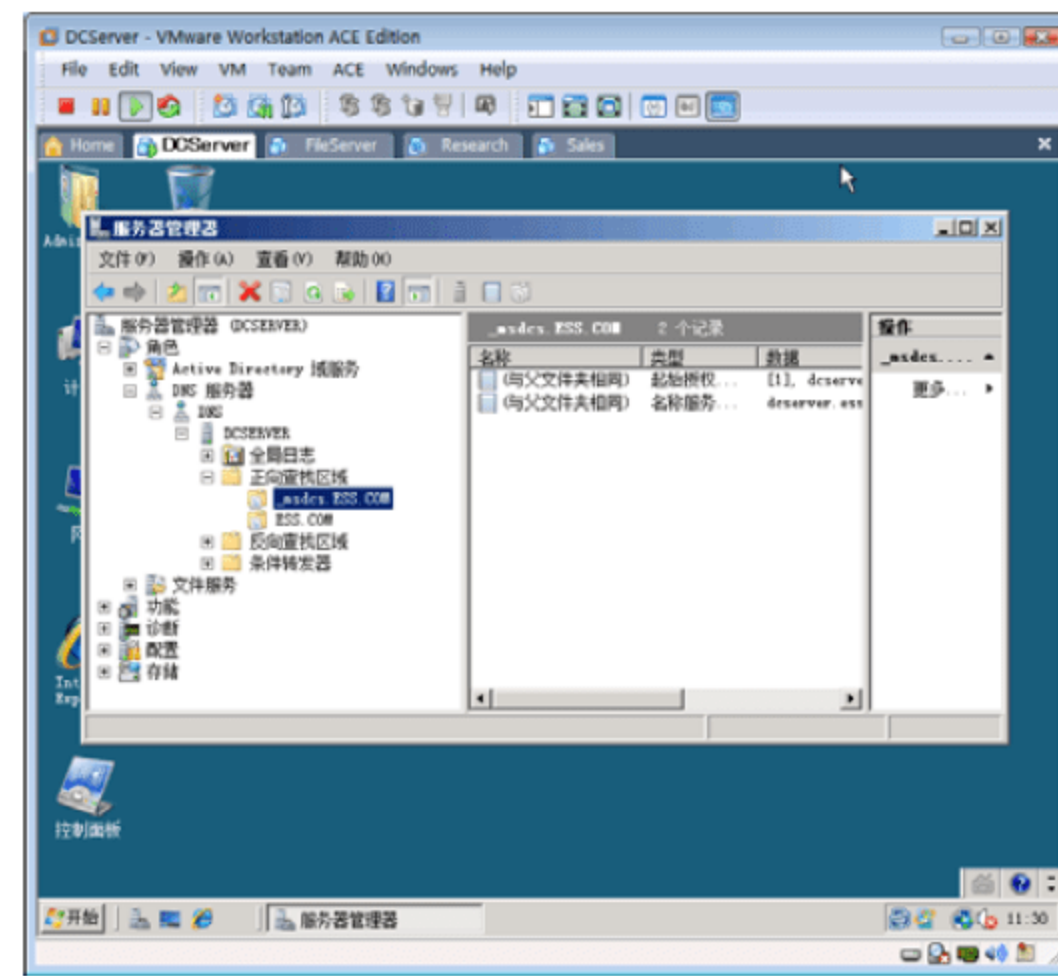 DCServer - VMware Workstation ACE Edition
File Edit View VM Team ACE Windows Help
Home DCServer FileServer Research Sales
服务器管理器
文件(F) 操作(A) 查看(V) 帮助(H)
服务器管理器 (DCSERVER)
角色
Active Directory 域服务
DNS 服务器
DNS
DCSERVER
全局日志
正向查找区域
_msdcs.ESS.COM
ESS.COM
反向查找区域
条件转发器
文件服务
功能
诊断
配置
存储
_msdcs.ESS.COM 2 个记录
名称 类型 数据
(与父文件夹相同) 起始授权... [1], dcserve
(与父文件夹相同) 名称服务... dcserver.ess
操作
_msdcs....
更多...
控制面板
开始 服务器管理器 11:30